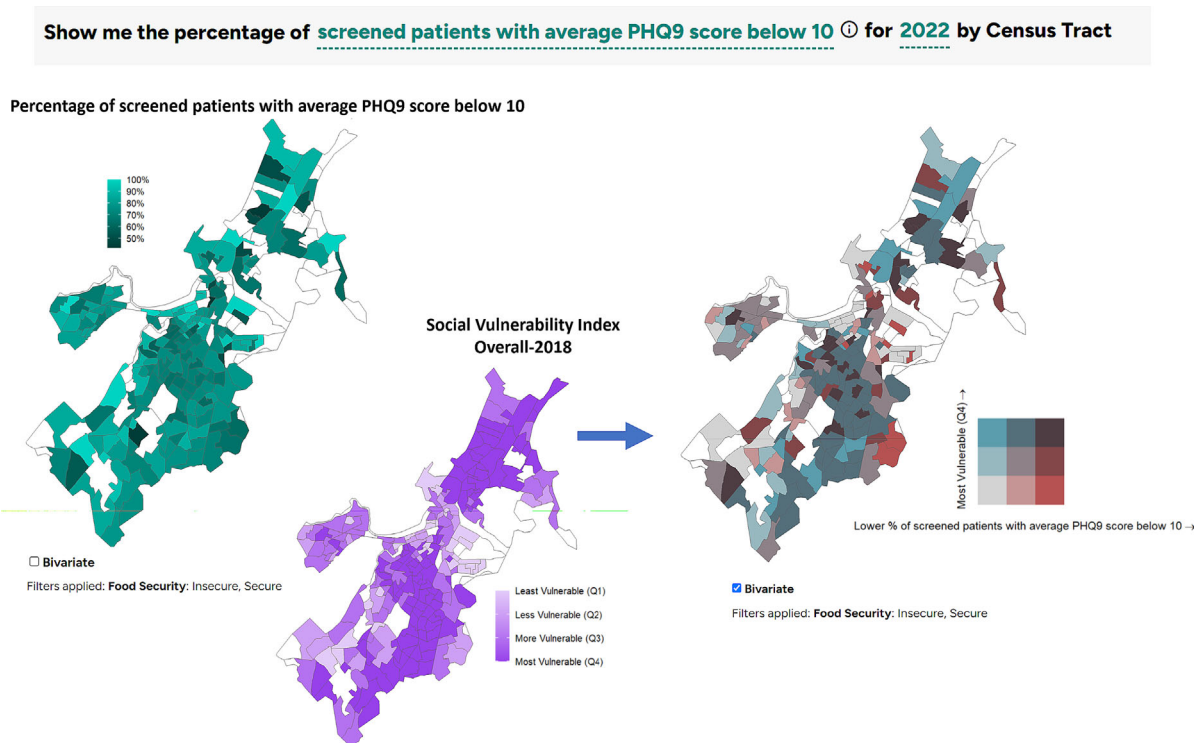 Show me the percentage of screened patients with average PHQ9 score below 10 ⓘ for 2022 by Census Tract
Percentage of screened patients with average PHQ9 score below 10
100%
90%
80%
70%
60%
50%
Bivariate
Filters applied: Food Security: Insecure, Secure
Social Vulnerability Index
Overall-2018
Least Vulnerable (Q1)
Less Vulnerable (Q2)
More Vulnerable (Q3)
Most Vulnerable (Q4)
Most Vulnerable (Q4) →
Lower % of screened patients with average PHQ9 score below 10 →
Bivariate
Filters applied: Food Security: Insecure, Secure